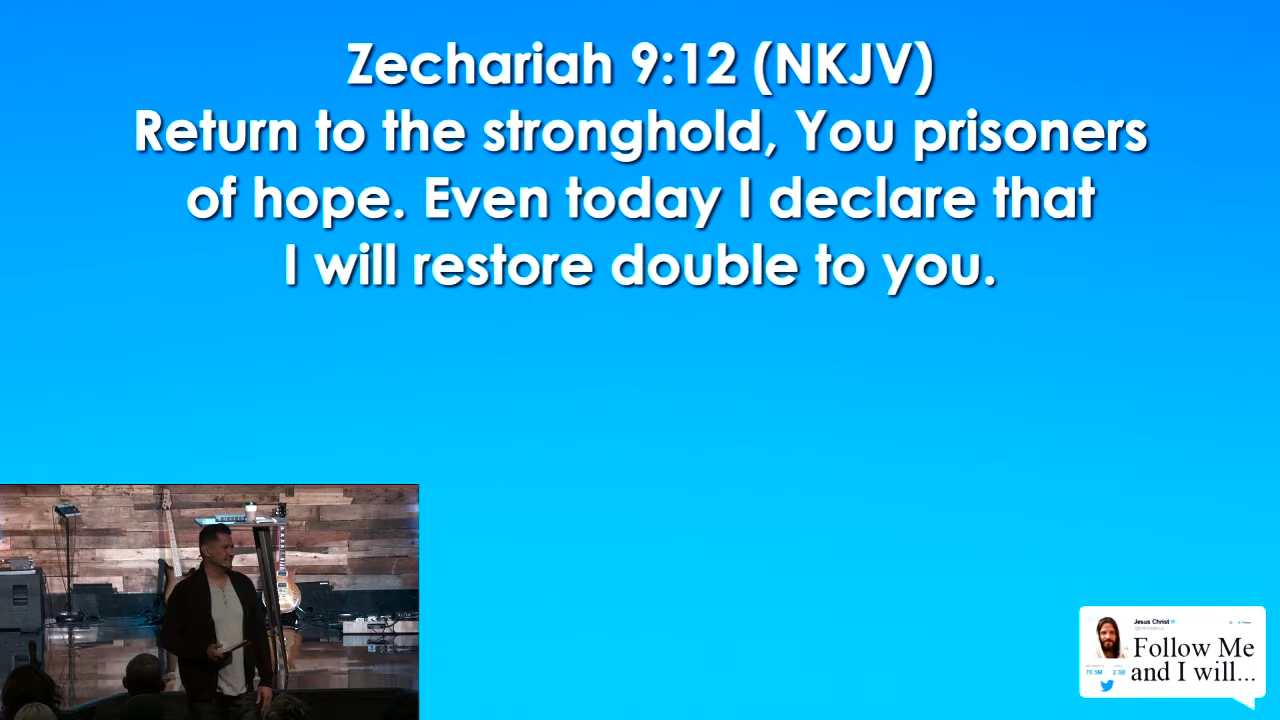 Zechariah 9:12 (NKJV)
Return to the stronghold, You prisoners
of hope. Even today I declare that
I will restore double to you.
Jesus Christ
Follow Me
and I will...